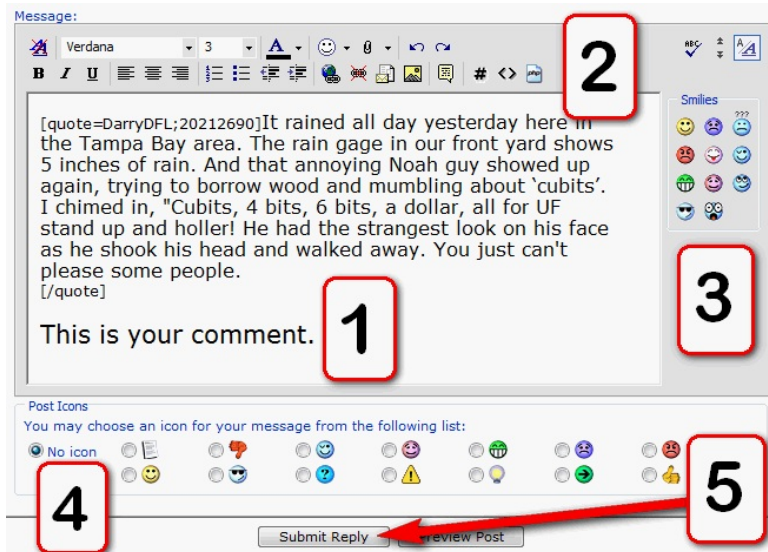 Message:
Verdana 3 A
ABC
A A
B I U # <> php
2
Smilies
???
[quote=DarryDFL;20212690]It rained all day yesterday here in
the Tampa Bay area. The rain gage in our front yard shows
5 inches of rain. And that annoying Noah guy showed up
again, trying to borrow wood and mumbling about ‘cubits’.
I chimed in, "Cubits, 4 bits, 6 bits, a dollar, all for UF
stand up and holler! He had the strangest look on his face
as he shook his head and walked away. You just can't
please some people.
[/quote]
This is your comment.
1
3
Post Icons
You may choose an icon for your message from the following list:
No icon
4
5
Submit Reply Preview Post